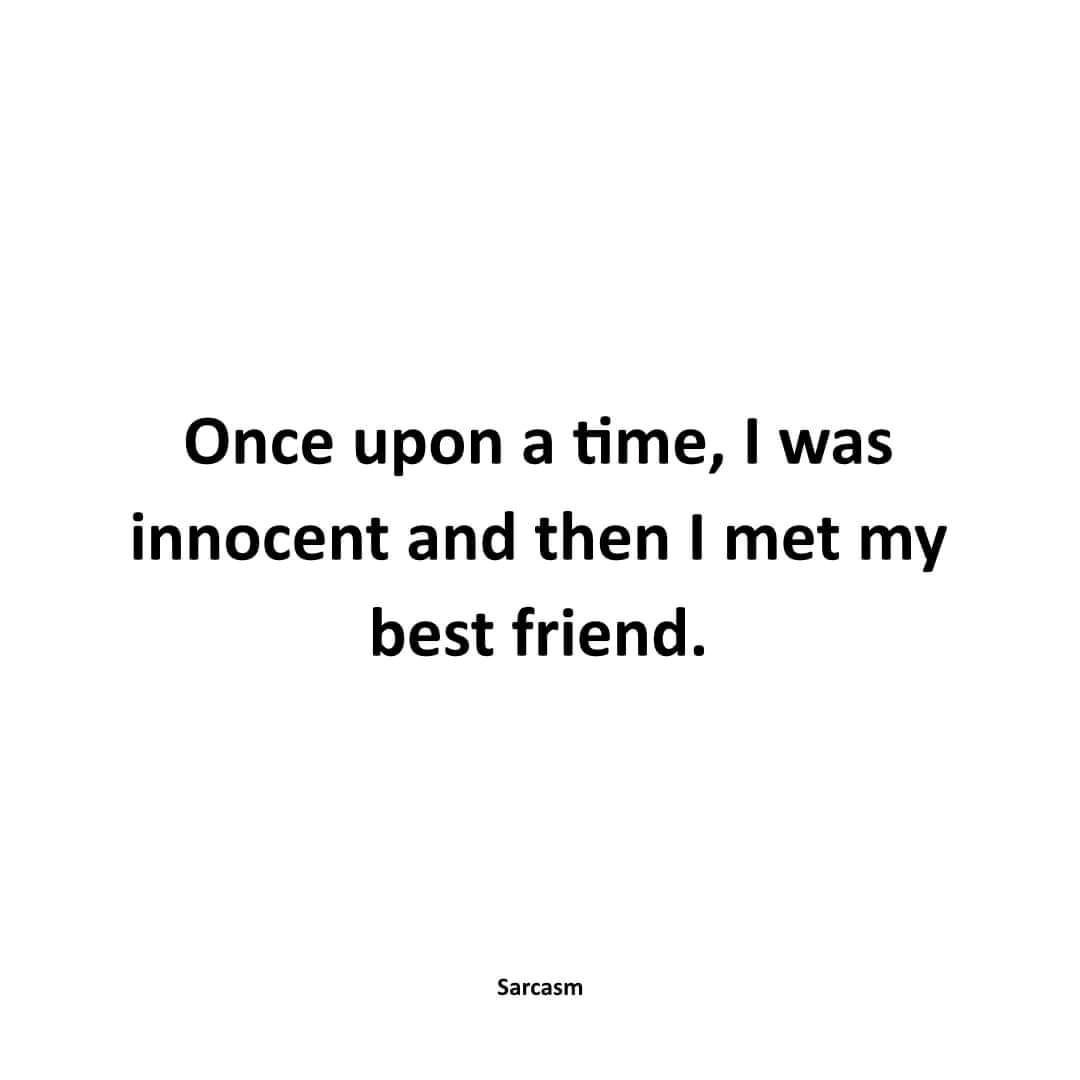 Once upon a time, I was
innocent and then I met my
best friend.
Sarcasm